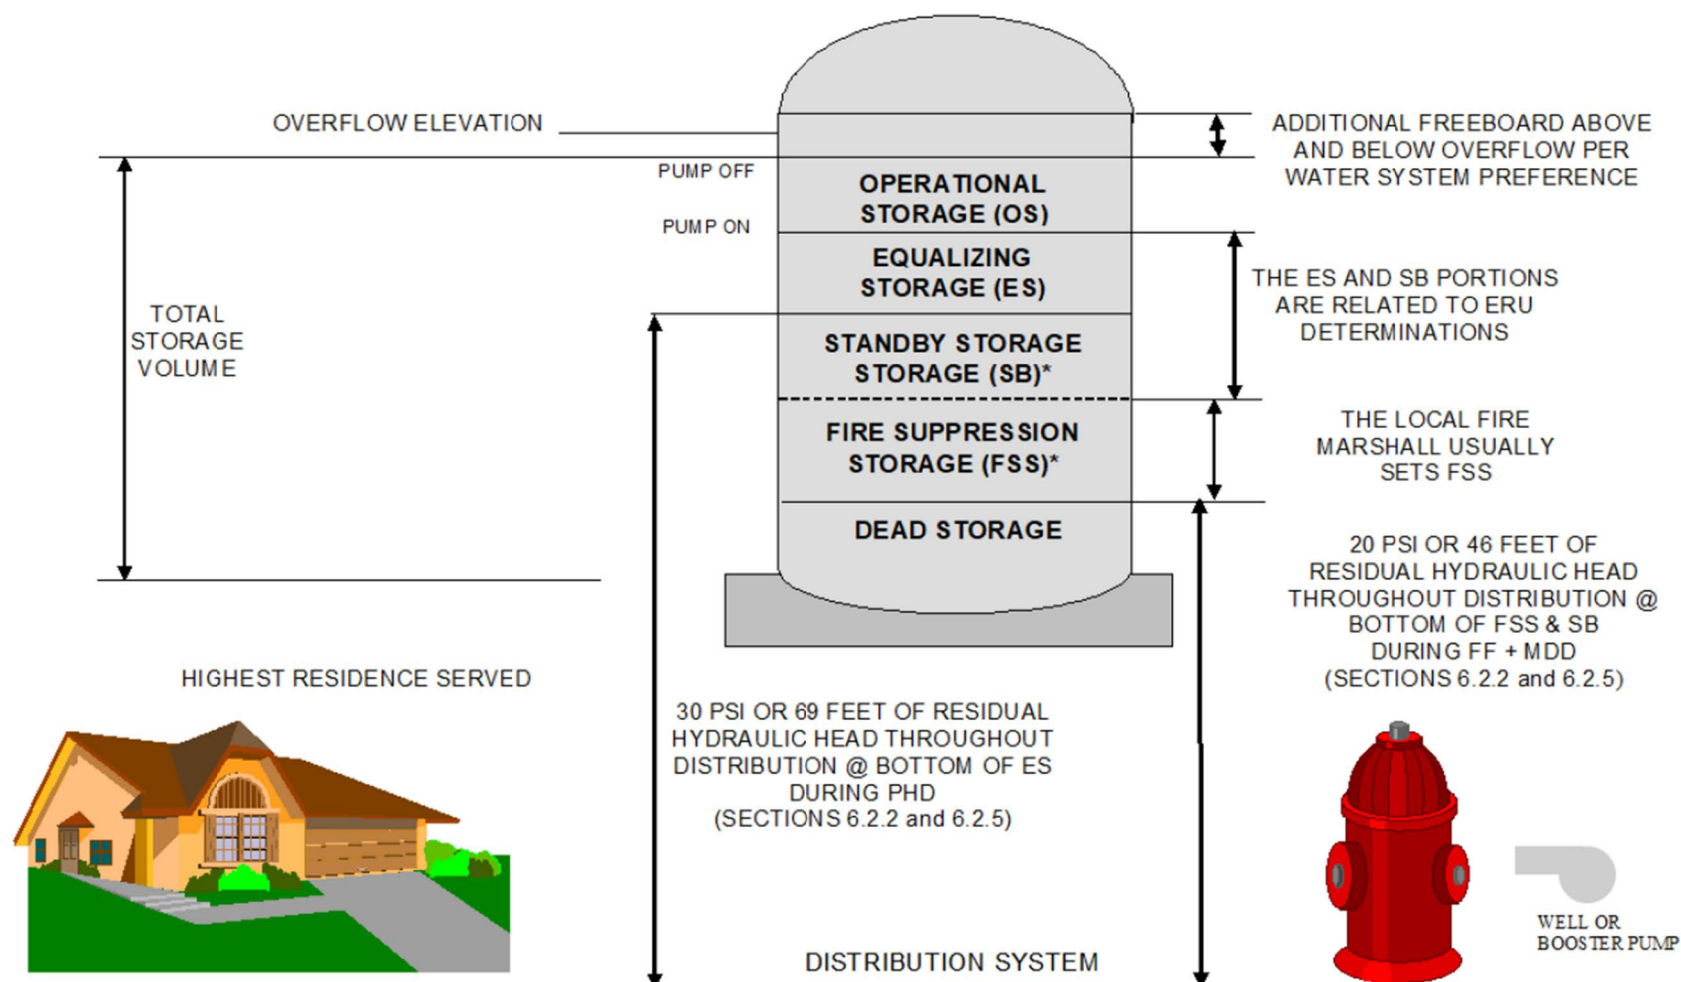 OVERFLOW ELEVATION
PUMP OFF
PUMP ON
TOTAL
STORAGE
VOLUME
OPERATIONAL
STORAGE (OS)
EQUALIZING
STORAGE (ES)
STANDBY STORAGE
STORAGE (SB)*
FIRE SUPPRESSION
STORAGE (FSS)*
DEAD STORAGE
ADDITIONAL FREEBOARD ABOVE
AND BELOW OVERFLOW PER
WATER SYSTEM PREFERENCE
THE ES AND SB PORTIONS
ARE RELATED TO ERU
DETERMINATIONS
THE LOCAL FIRE
MARSHALL USUALLY
SETS FSS
20 PSI OR 46 FEET OF
RESIDUAL HYDRAULIC HEAD
THROUGHOUT DISTRIBUTION @
BOTTOM OF FSS & SB
DURING FF + MDD
(SECTIONS 6.2.2 and 6.2.5)
HIGHEST RESIDENCE SERVED
30 PSI OR 69 FEET OF RESIDUAL
HYDRAULIC HEAD THROUGHOUT
DISTRIBUTION @ BOTTOM OF ES
DURING PHD
(SECTIONS 6.2.2 and 6.2.5)
WELL OR
BOOSTER PUMP
DISTRIBUTION SYSTEM